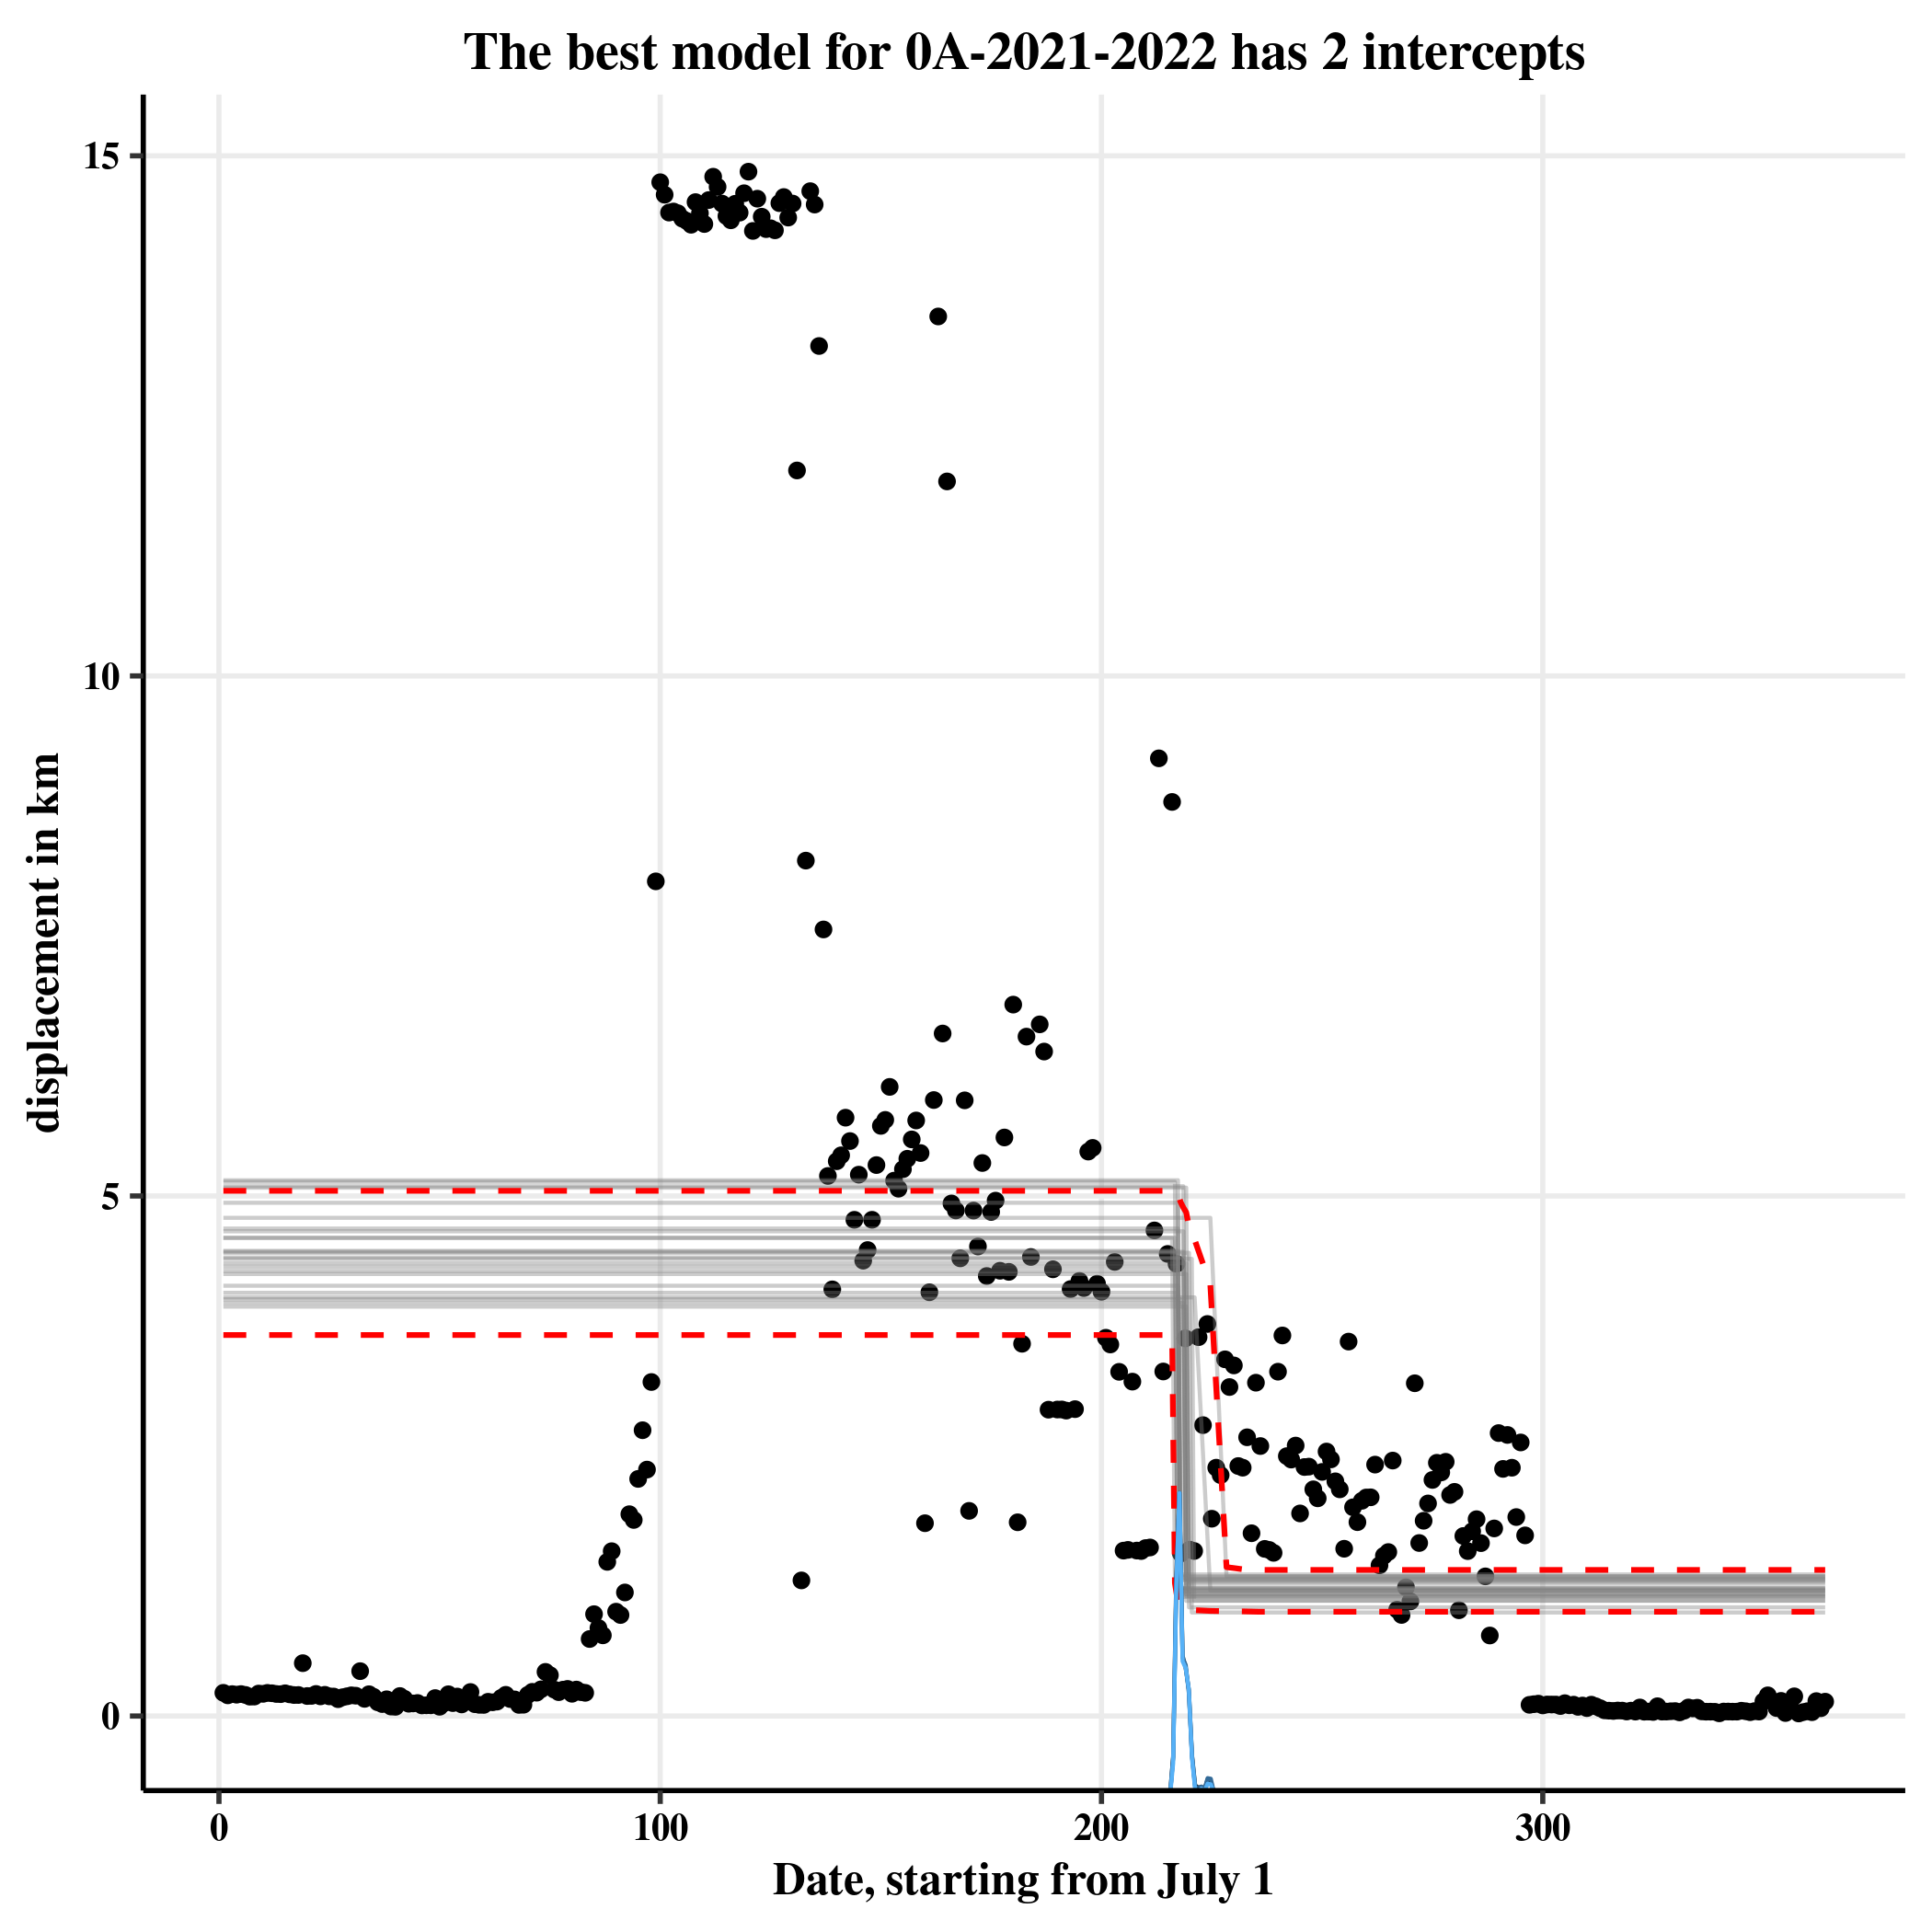 The best model for 0A-2021-2022 has 2 intercepts
15
10
5
0
displacement in km
0 100 200 300
Date, starting from July 1